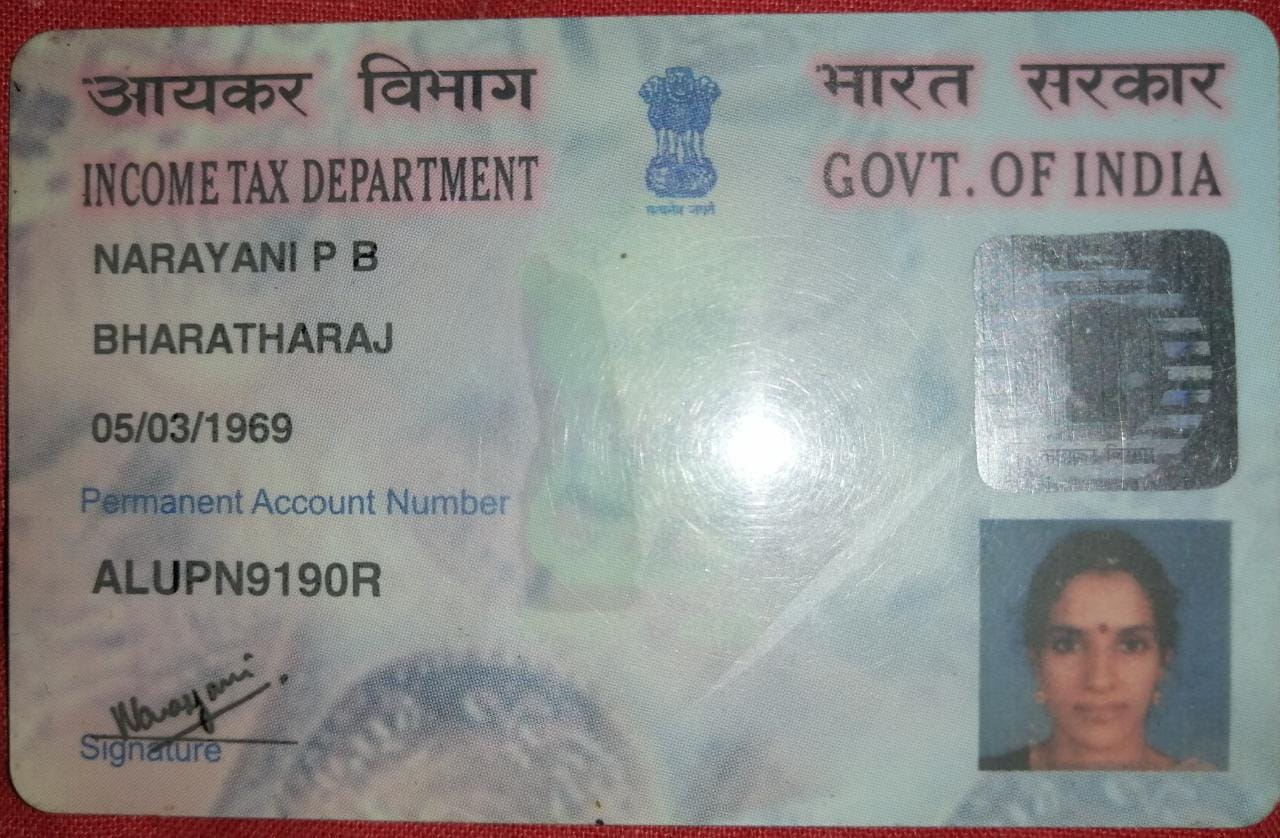 आयकर विभाग
भारत सरकार
INCOME TAX DEPARTMENT
GOVT. OF INDIA
सत्यमेव जयते
NARAYANI P B
BHARATHARAJ
05/03/1969
Permanent Account Number
ALUPN9190R
Narayani
Signature